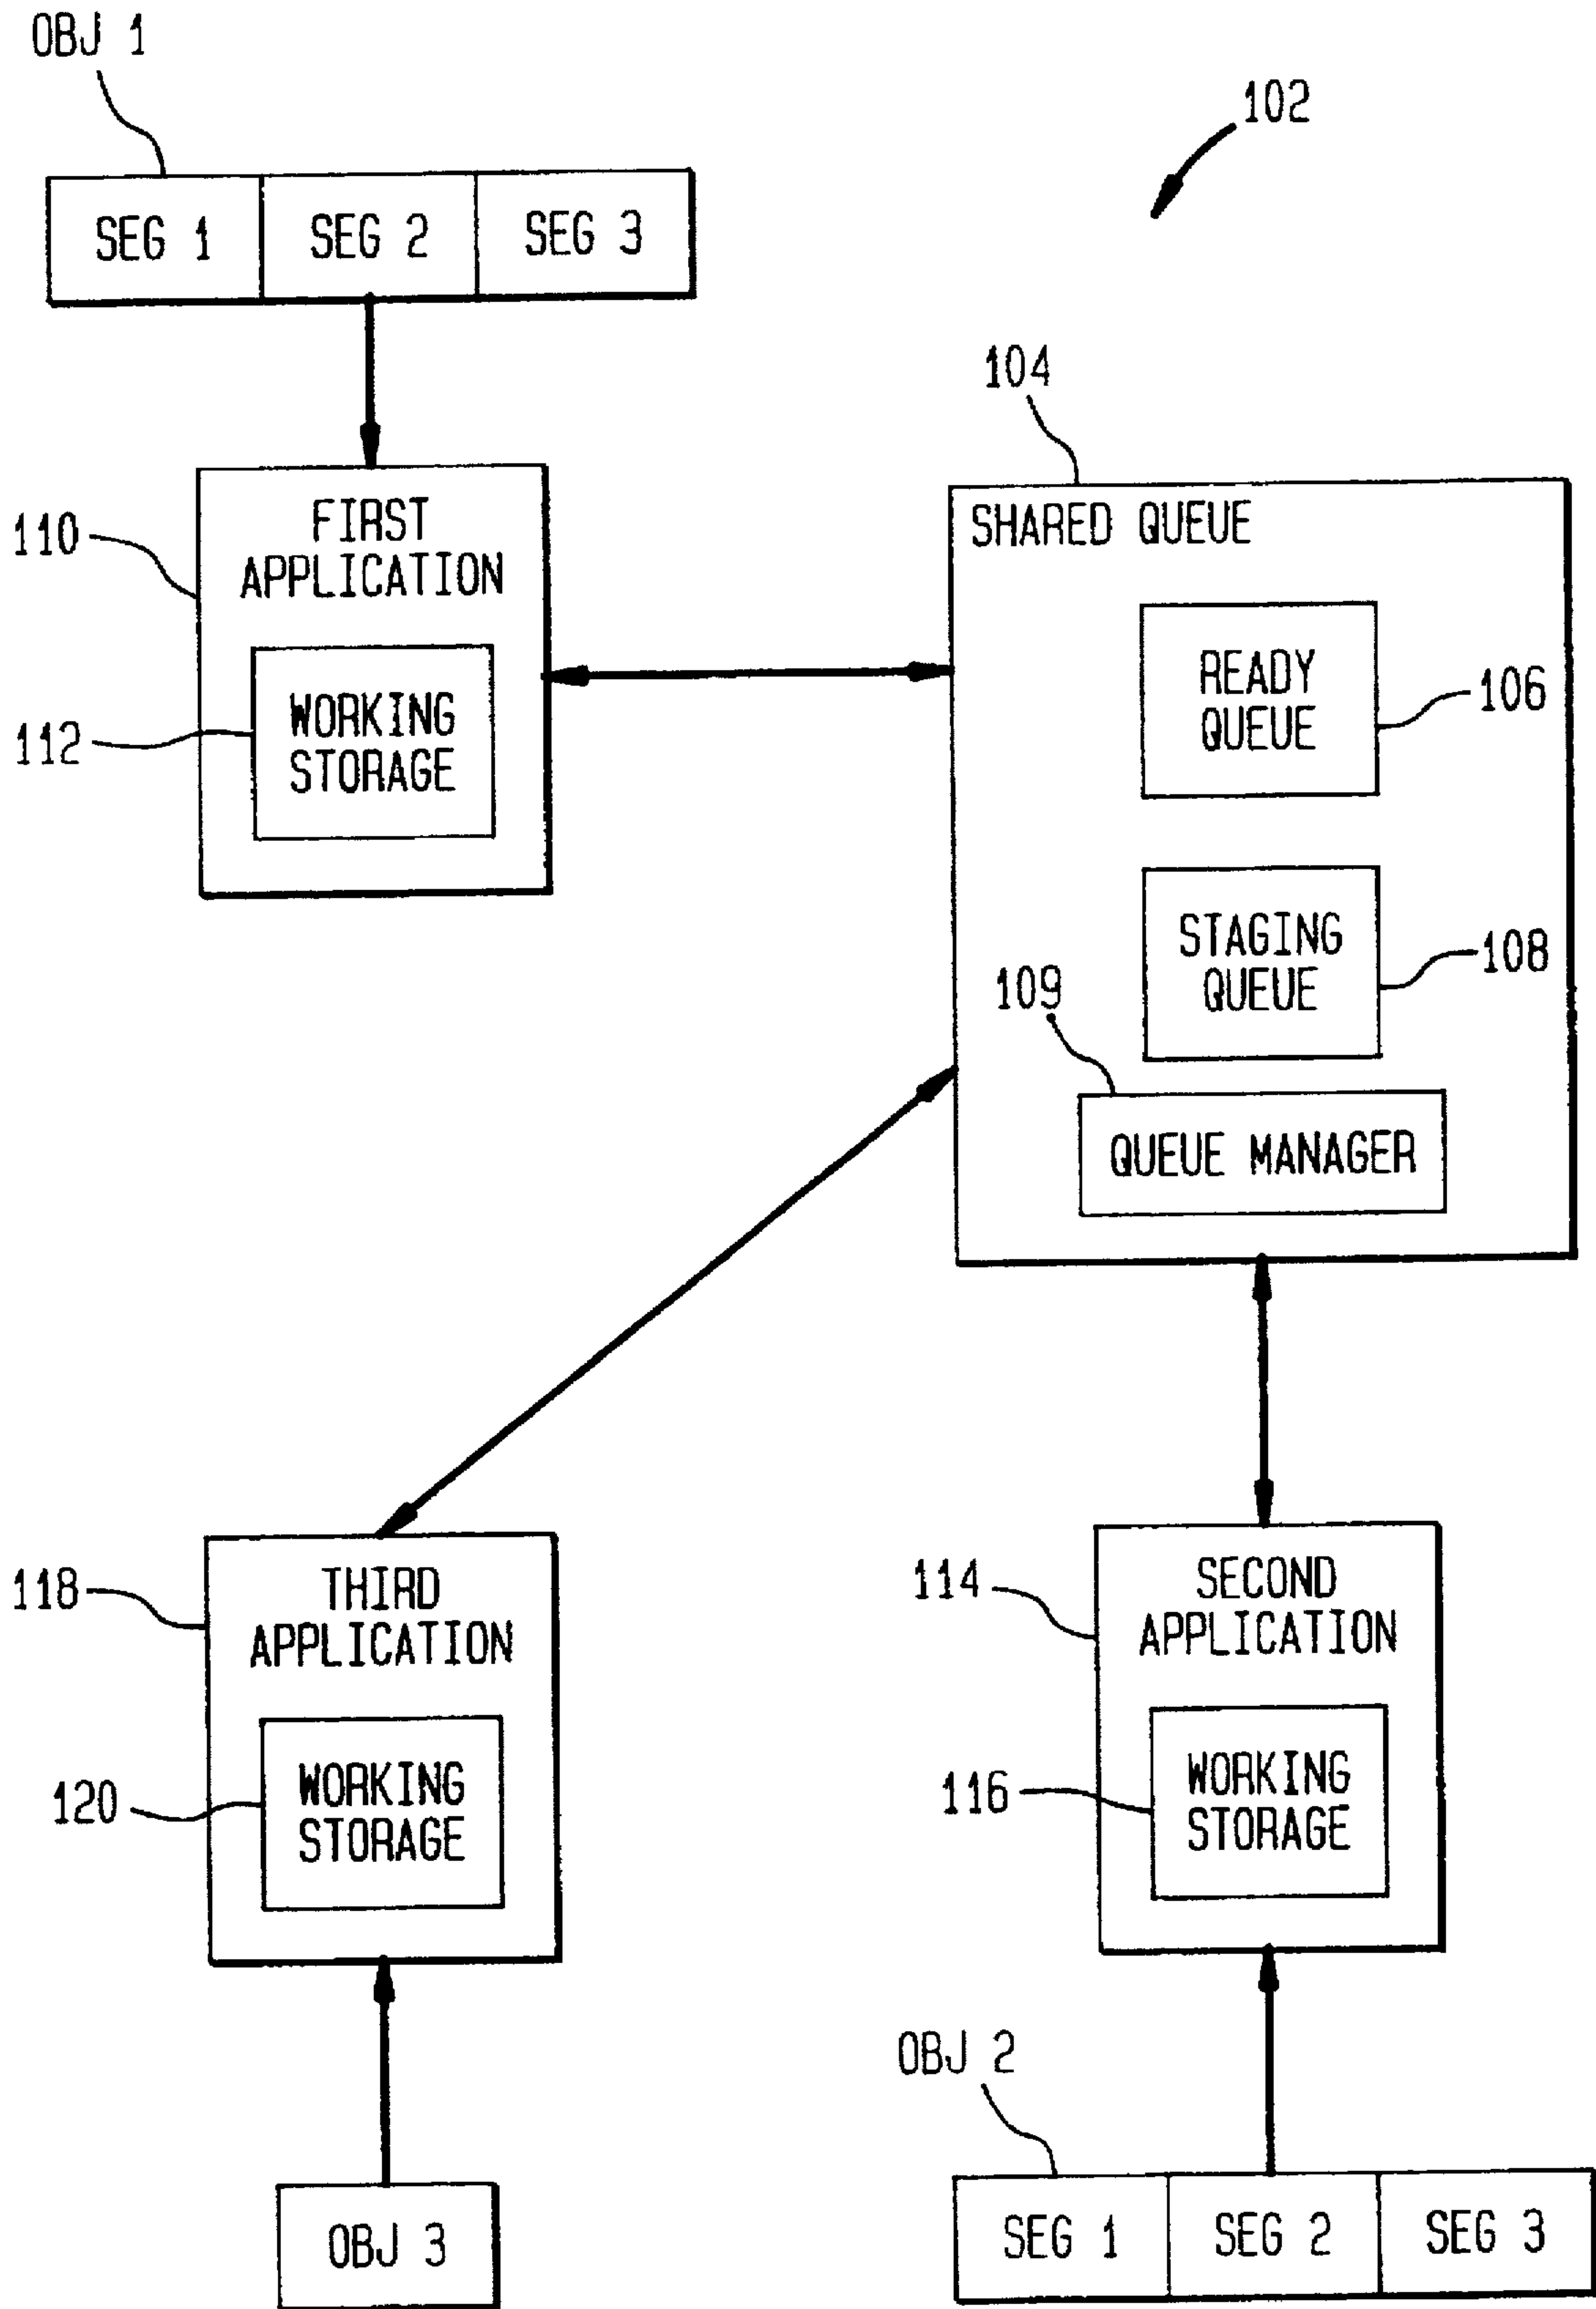 OBJ 1
102
SEG 1 SEG 2 SEG 3
104
SHARED QUEUE
110
FIRST
APPLICATION
READY
QUEUE
106
112
WORKING
STORAGE
STAGING
QUEUE
108
109
QUEUE MANAGER
118
THIRD
APPLICATION
114
SECOND
APPLICATION
120
WORKING
STORAGE
116
WORKING
STORAGE
OBJ 2
OBJ 3
SEG 1 SEG 2 SEG 3